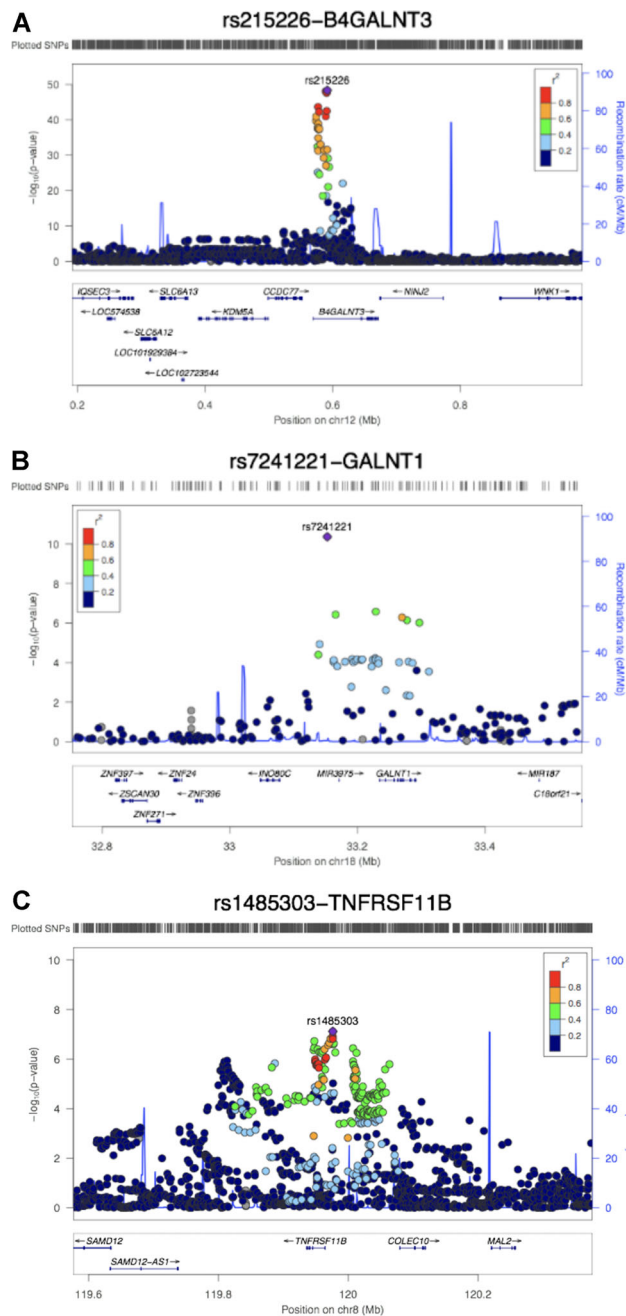 A
rs215226−B4GALNT3
Plotted SNPs
rs215226
r²
0.8
0.6
0.4
0.2
50
40
30
20
10
0
−log₁₀(p-value)
100
80
60
40
20
0
Recombination rate (cM/Mb)
IQSEC3→ ←SLC6A13 CCDC77→ B4GALNT3→ ←NINJ2 WNK1→
←LOC574538 ←KDM5A
←SLC6A12
LOC101929384→
←LOC102723544
0.2 0.4 0.6 0.8
Position on chr12 (Mb)
B
rs7241221−GALNT1
Plotted SNPs
rs7241221
r²
0.8
0.6
0.4
0.2
10
8
6
4
2
0
−log₁₀(p-value)
100
80
60
40
20
0
Recombination rate (cM/Mb)
ZNF397→ ←ZNF24 ←INO80C MIR3975→ GALNT1→ ←MIR187
←ZSCAN30 ←ZNF396 C18orf21→
ZNF271→
32.8 33 33.2 33.4
Position on chr18 (Mb)
C
rs1485303−TNFRSF11B
Plotted SNPs
rs1485303
r²
0.8
0.6
0.4
0.2
10
8
6
4
2
0
−log₁₀(p-value)
100
80
60
40
20
0
←SAMD12 ←TNFRSF11B COLEC10→ MAL2→
SAMD12−AS1→
119.6 119.8 120 120.2
Position on chr8 (Mb)